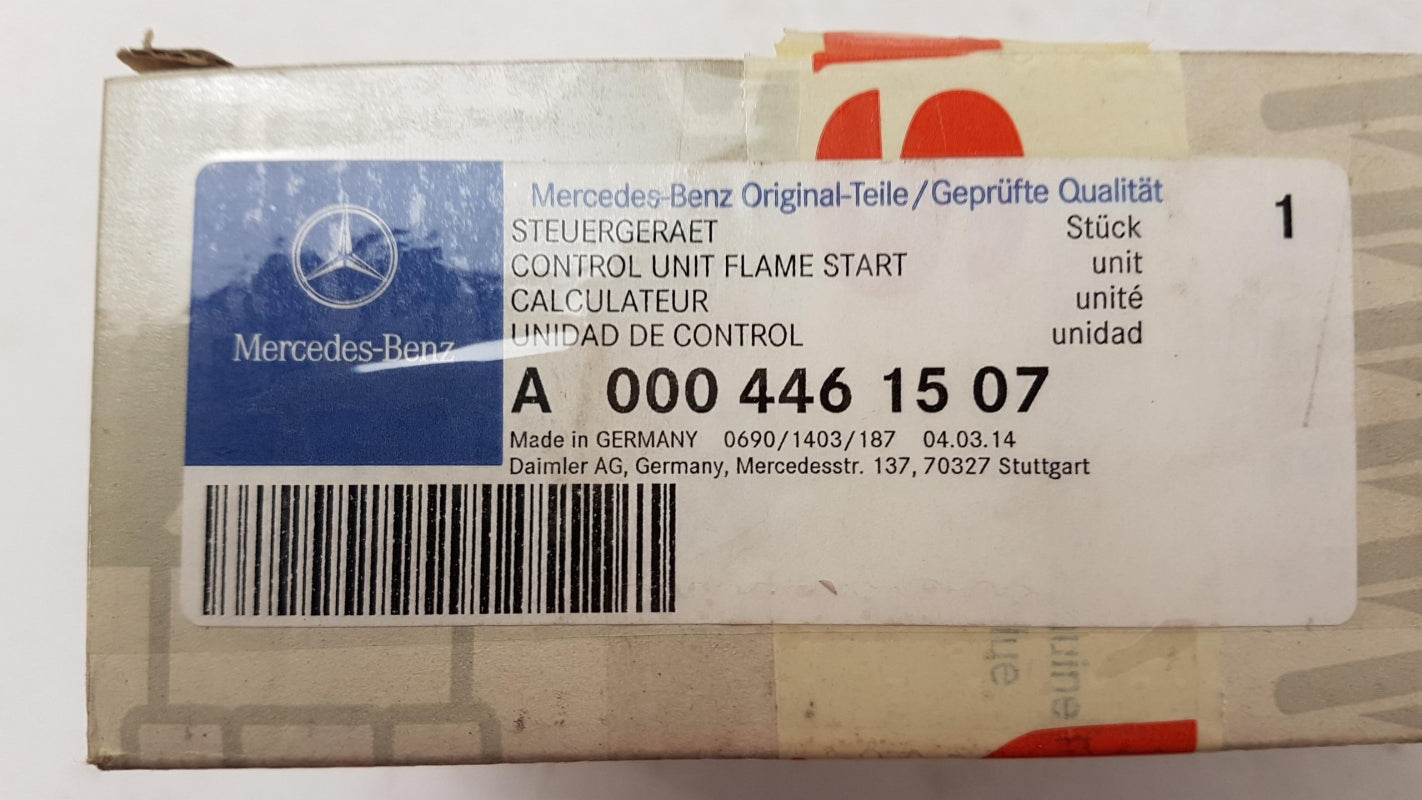 Mercedes-Benz Original-Teile/Geprüfte Qualität
STEUERGERAET Stück 1
CONTROL UNIT FLAME START unit
CALCULATEUR unité
UNIDAD DE CONTROL unidad
Mercedes-Benz
A 000 446 15 07
Made in GERMANY 0690/1403/187 04.03.14
Daimler AG, Germany, Mercedesstr. 137, 70327 Stuttgart